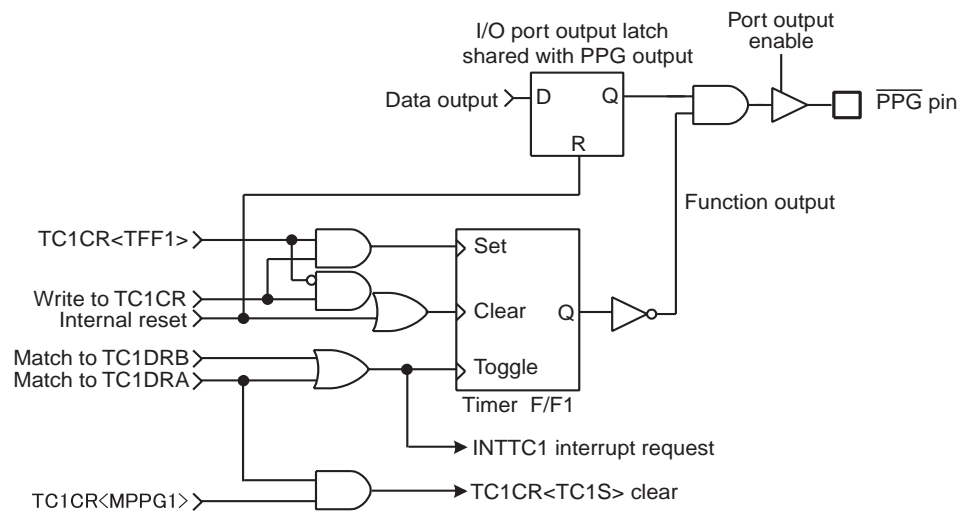 I/O port output latch
shared with PPG output
Port output
enable
Data output
D
Q
R
PPG pin
Function output
TC1CR<TFF1>
Set
Write to TC1CR
Internal reset
Clear
Q
Match to TC1DRB
Match to TC1DRA
Toggle
Timer F/F1
INTTC1 interrupt request
TC1CR<MPPG1>
TC1CR<TC1S> clear